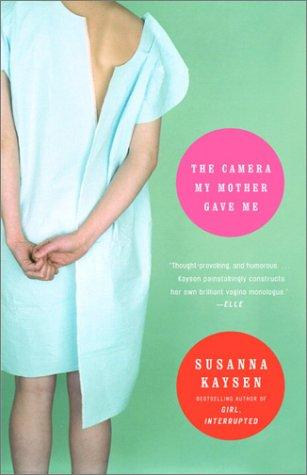 THE CAMERA
MY MOTHER
GAVE ME
"Thought-provoking, and humorous. . . .
Kaysen painstakingly constructs
her own brilliant vagina monologue."
—ELLE
SUSANNA
KAYSEN
BESTSELLING AUTHOR OF
GIRL,
INTERRUPTED